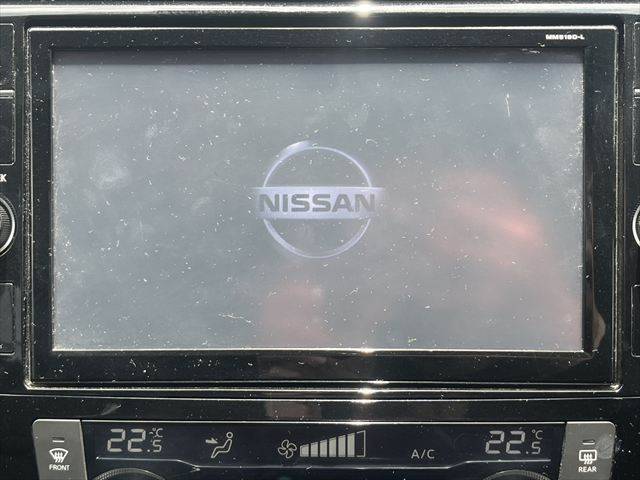 MM518D-L
NISSAN
22.5°C
A/C
22.5°C
FRONT
REAR